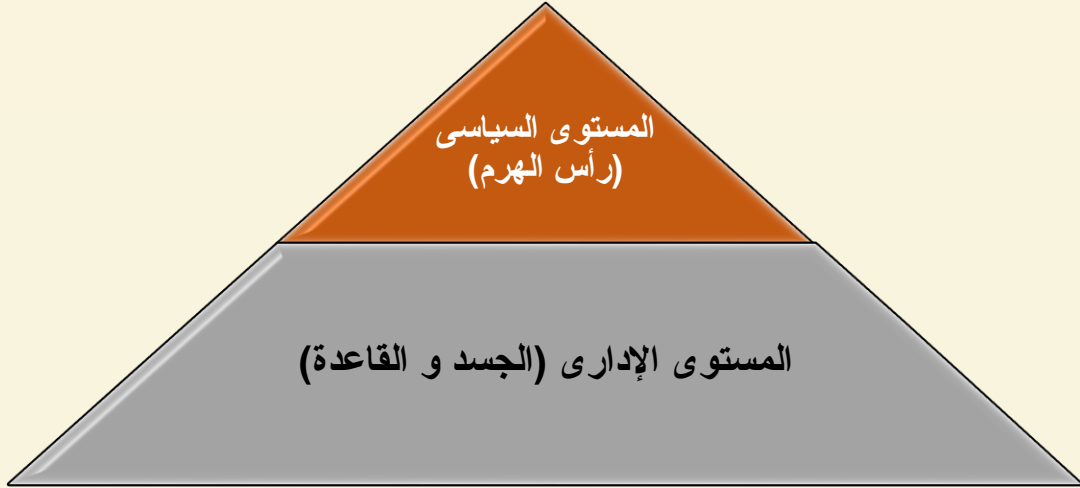 المستوى السياسى
(رأس الهرم)
المستوى الإدارى (الجسد و القاعدة)